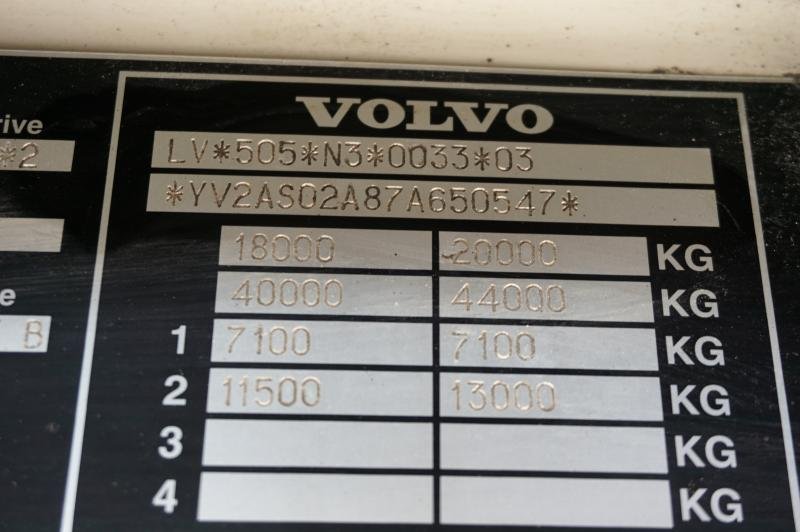 VOLVO
rive
*2
LV*505*N3*0033*03
*YV2AS02A87A650547*
18000 20000 KG
40000 44000 KG
e
B
1 7100 7100 KG
2 11500 13000 KG
3 KG
4 KG